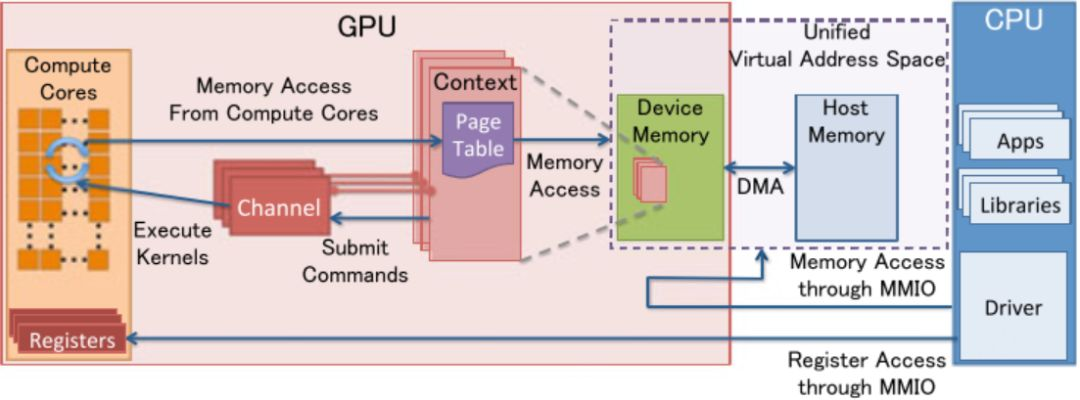 GPU
CPU
Unified
Virtual Address Space
Compute
Cores
Memory Access
From Compute Cores
Context
Page
Table
Device
Memory
Host
Memory
Apps
Memory
Access
DMA
Channel
Libraries
Execute
Kernels
Submit
Commands
Memory Access
through MMIO
Driver
Registers
Register Access
through MMIO